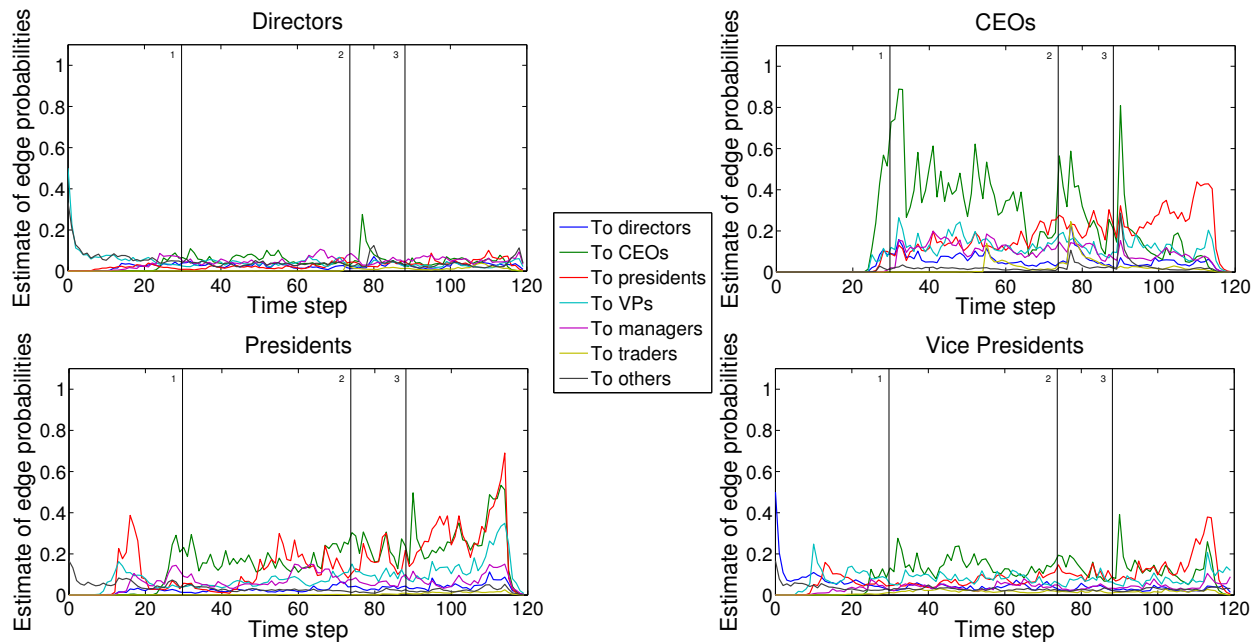 Directors
Estimate of edge probabilities
1
0.8
0.6
0.4
0.2
0
1
2
3
0 20 40 60 80 100 120
Time step
CEOs
Estimate of edge probabilities
1
0.8
0.6
0.4
0.2
0
1
2
3
0 20 40 60 80 100 120
Time step
To directors
To CEOs
To presidents
To VPs
To managers
To traders
To others
Presidents
Estimate of edge probabilities
1
0.8
0.6
0.4
0.2
0
1
2
3
0 20 40 60 80 100 120
Time step
Vice Presidents
Estimate of edge probabilities
1
0.8
0.6
0.4
0.2
0
1
2
3
0 20 40 60 80 100 120
Time step